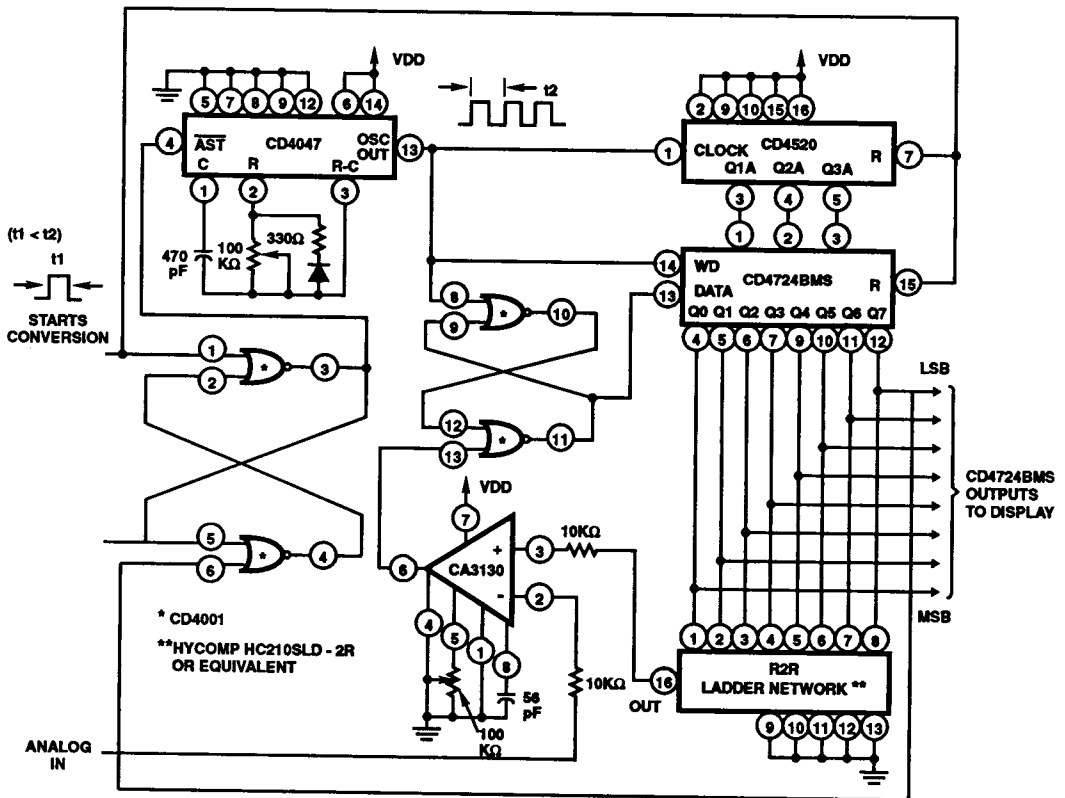 VDD
VDD
t2
5 7 8 9 12 6 14
2 9 10 15 16
4
AST
CD4047
OSC
OUT
13
C
R
R-C
1
2
3
1
CLOCK
CD4520
R
7
Q1A
Q2A
Q3A
3
4
5
1
2
3
(t1 < t2)
t1
STARTS
CONVERSION
470
pF
100
KΩ
330Ω
14
WD
13
DATA
CD4724BMS
R
15
Q0 Q1 Q2 Q3 Q4 Q5 Q6 Q7
4 5 6 7 9 10 11 12
8
9
*
10
1
2
*
3
12
13
*
11
5
6
*
4
LSB
CD4724BMS
OUTPUTS
TO DISPLAY
MSB
VDD
7
6
CA3130
+
-
3
2
10KΩ
4
5
1
8
56
pF
100
KΩ
10KΩ
* CD4001
**HYCOMP HC210SLD - 2R
OR EQUIVALENT
1 2 3 4 5 6 7 8
16
OUT
R2R
LADDER NETWORK **
9 10 11 12 13
ANALOG
IN